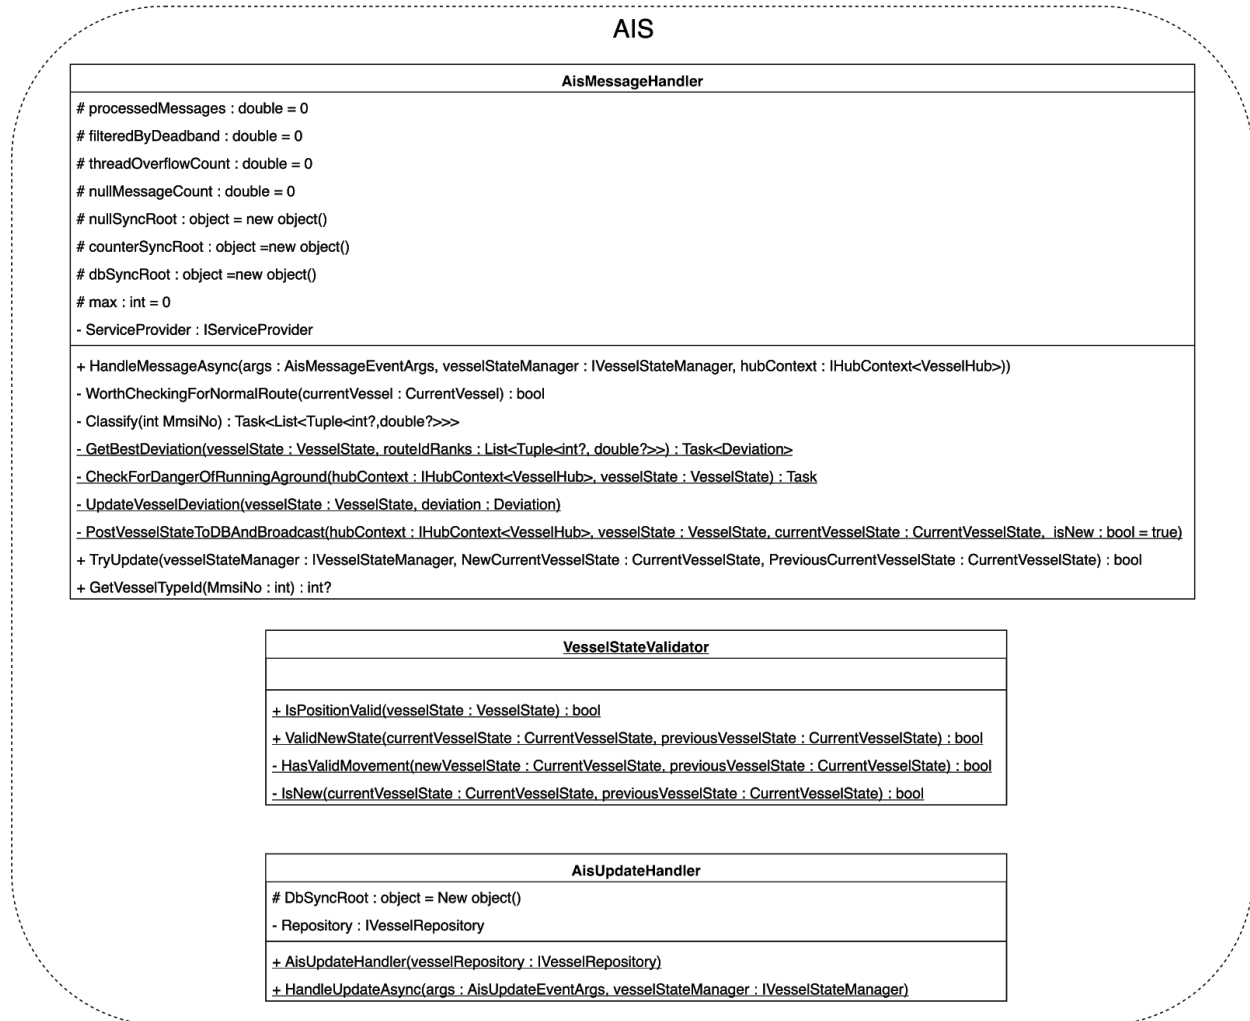 AIS
AisMessageHandler
# processedMessages : double = 0
# filteredByDeadband : double = 0
# threadOverflowCount : double = 0
# nullMessageCount : double = 0
# nullSyncRoot : object = new object()
# counterSyncRoot : object =new object()
# dbSyncRoot : object =new object()
# max : int = 0
- ServiceProvider : IServiceProvider
+ HandleMessageAsync(args : AisMessageEventArgs, vesselStateManager : IVesselStateManager, hubContext : IHubContext<VesselHub>))
- WorthCheckingForNormalRoute(currentVessel : CurrentVessel) : bool
- Classify(int MmsiNo) : Task<List<Tuple<int?,double?>>>
- GetBestDeviation(vesselState : VesselState, routeIdRanks : List<Tuple<int?, double?>>) : Task<Deviation>
- CheckForDangerOfRunningAground(hubContext : IHubContext<VesselHub>, vesselState : VesselState) : Task
- UpdateVesselDeviation(vesselState : VesselState, deviation : Deviation)
- PostVesselStateToDBAndBroadcast(hubContext : IHubContext<VesselHub>, vesselState : VesselState, currentVesselState : CurrentVesselState,  isNew : bool = true)
+ TryUpdate(vesselStateManager : IVesselStateManager, NewCurrentVesselState : CurrentVesselState, PreviousCurrentVesselState : CurrentVesselState) : bool
+ GetVesselTypeId(MmsiNo : int) : int?
VesselStateValidator
+ IsPositionValid(vesselState : VesselState) : bool
+ ValidNewState(currentVesselState : CurrentVesselState, previousVesselState : CurrentVesselState) : bool
- HasValidMovement(newVesselState : CurrentVesselState, previousVesselState : CurrentVesselState) : bool
- IsNew(currentVesselState : CurrentVesselState, previousVesselState : CurrentVesselState) : bool
AisUpdateHandler
# DbSyncRoot : object = New object()
- Repository : IVesselRepository
+ AisUpdateHandler(vesselRepository : IVesselRepository)
+ HandleUpdateAsync(args : AisUpdateEventArgs, vesselStateManager : IVesselStateManager)